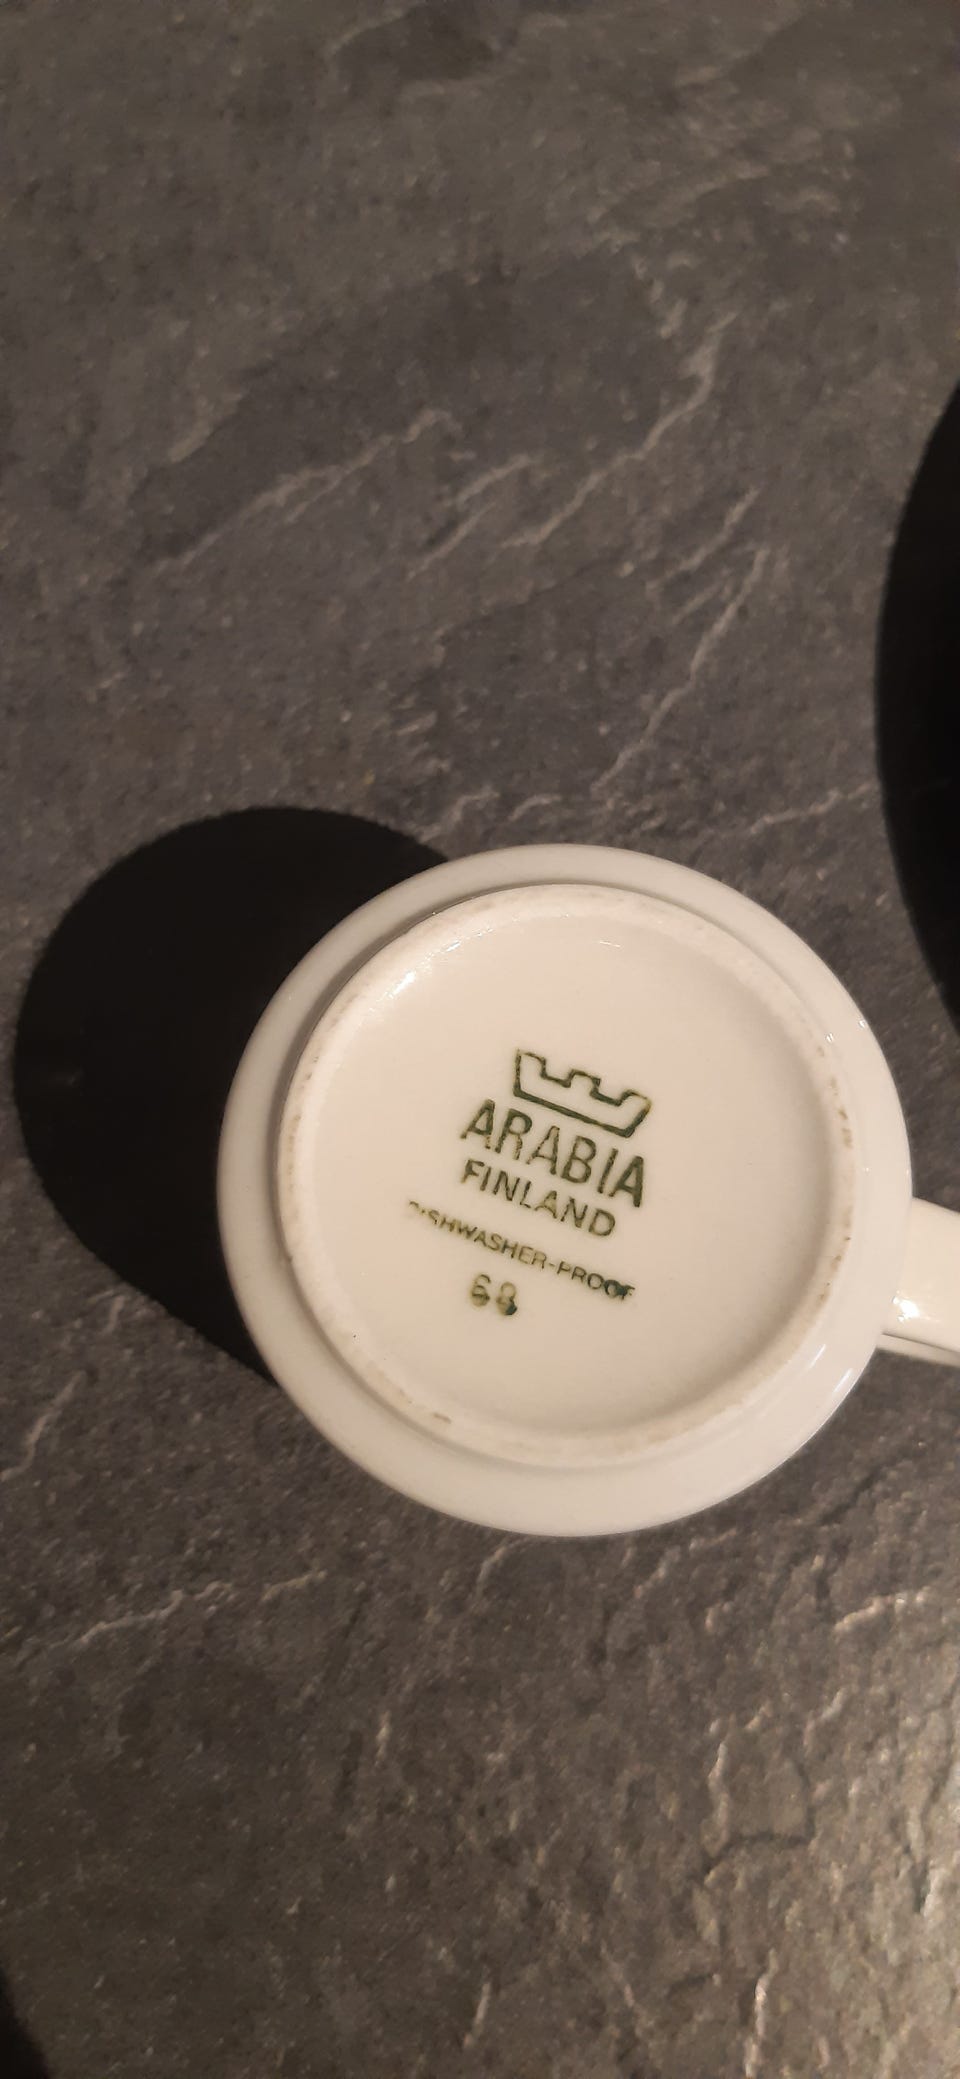 ARABIA
FINLAND
DISHWASHER-PROOF
68